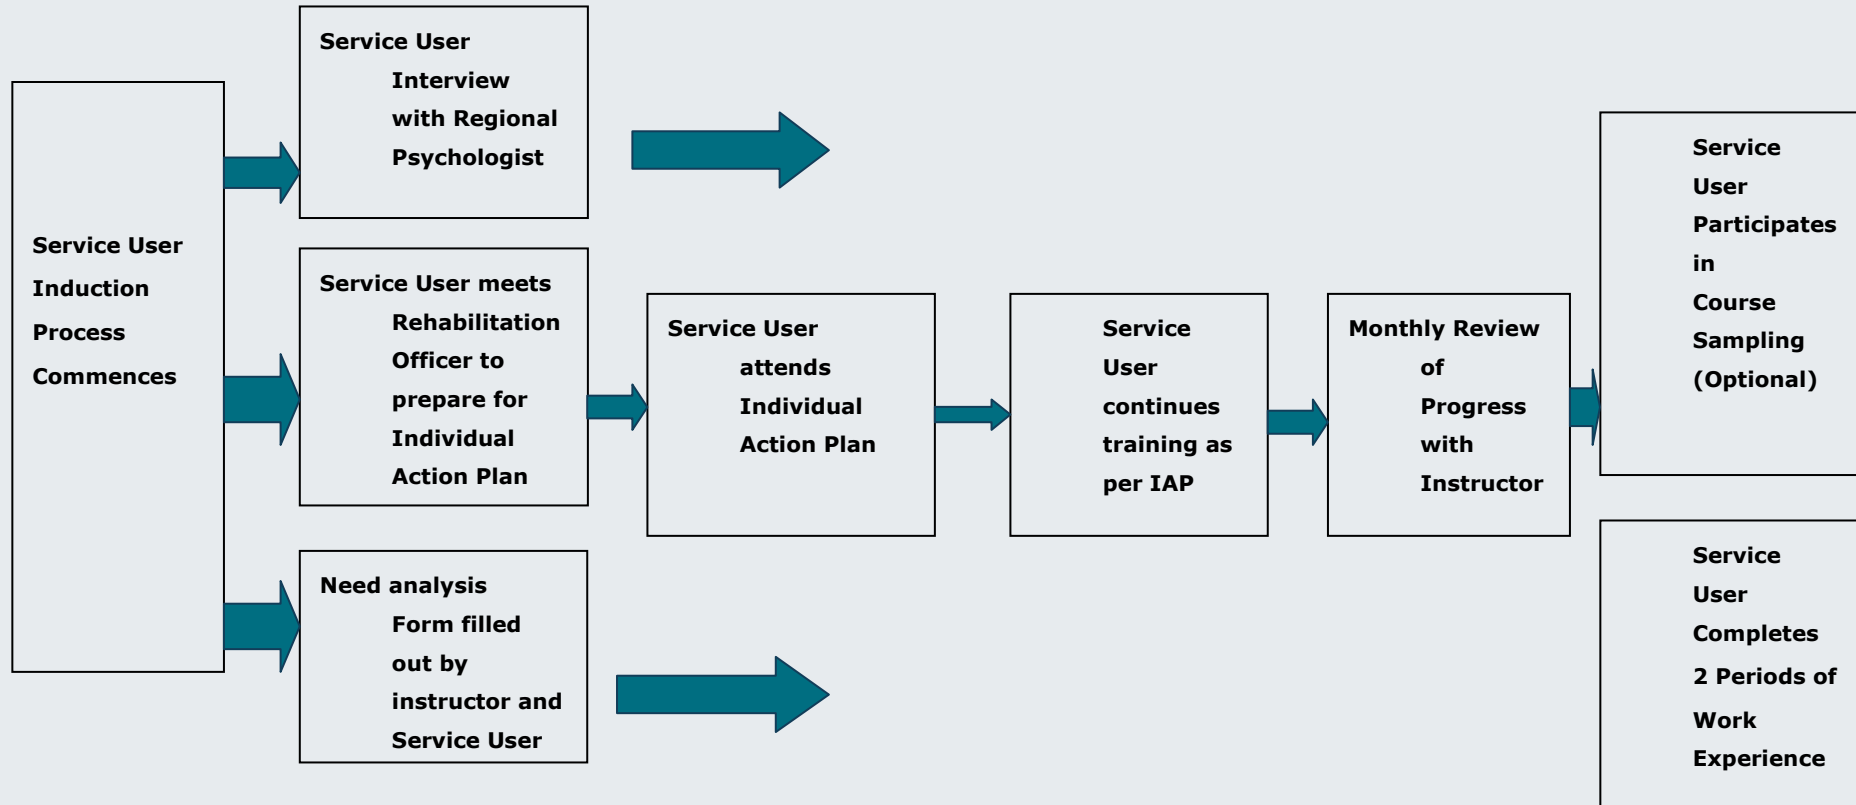 Service User
Induction
Process
Commences
Service User
Interview
with Regional
Psychologist
Service User meets
Rehabilitation
Officer to
prepare for
Individual
Action Plan
Need analysis
Form filled
out by
instructor and
Service User
Service User
attends
Individual
Action Plan
Service
User
continues
training as
per IAP
Monthly Review
of
Progress
with
Instructor
Service
User
Participates
in
Course
Sampling
(Optional)
Service
User
Completes
2 Periods of
Work
Experience